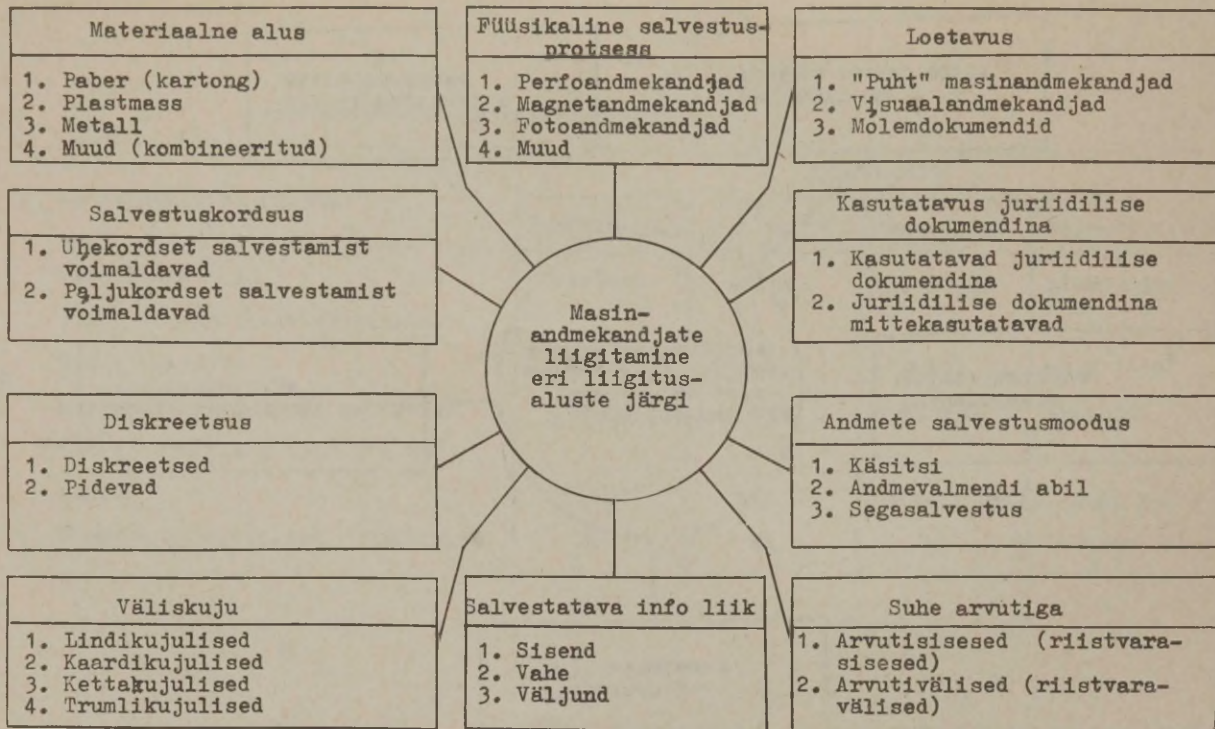 Materiaalne alus
1. Paber (kartong)
2. Plastmass
3. Metall
4. Muud (kombineeritud)
Füüsikaline salvestus-
protsess
1. Perfoandmekandjad
2. Magnetandmekandjad
3. Fotoandmekandjad
4. Muud
Loetavus
1. "Puht" masinandmekandjad
2. Visuaalandmekandjad
3. Mõlemdokumendid
Salvestuskordsus
1. Ühekordset salvestamist
võimaldavad
2. Paljukordset salvestamist
võimaldavad
Kasutatavus juriidilise
dokumendina
1. Kasutatavad juriidilise
dokumendina
2. Juriidilise dokumendina
mittekasutatavad
Masin-
andmekandjate
liigitamine
eri liigitus-
aluste järgi
Diskreetsus
1. Diskreetsed
2. Pidevad
Andmete salvestusmoodus
1. Käsitsi
2. Andmevalmendi abil
3. Segasalvestus
Väliskuju
1. Lindikujulised
2. Kaardikujulised
3. Kettakujulised
4. Trumlikujulised
Salvestatava info liik
1. Sisend
2. Vahe
3. Väljund
Suhe arvutiga
1. Arvutisisesed (riistvara-
sisesed)
2. Arvutivälised (riistvara-
välised)